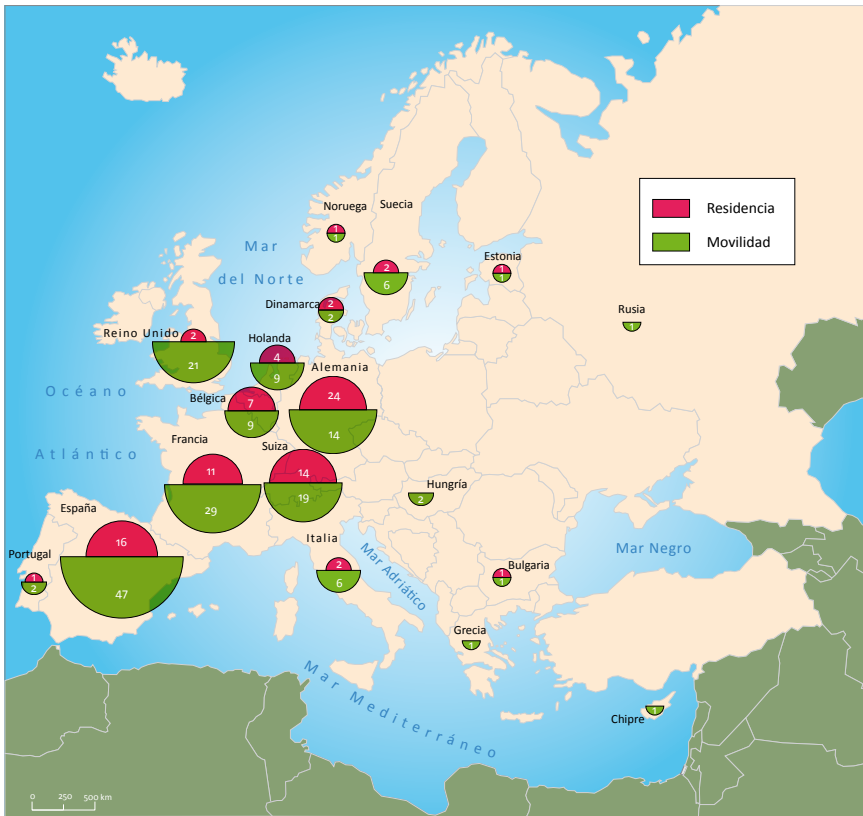 Residencia
Movilidad
Noruega
1
1
Suecia
2
6
Estonia
1
1
Mar
del Norte
Dinamarca
2
2
Rusia
1
Reino Unido
2
21
Holanda
4
9
Alemania
24
14
Océano
Atlántico
Bélgica
7
9
Francia
11
29
Suiza
14
19
Hungría
2
España
16
47
Portugal
1
2
Italia
2
6
Mar Adriático
Mar Negro
Bulgaria
1
1
Grecia
1
Mar Mediterráneo
Chipre
1
0 250 500 km